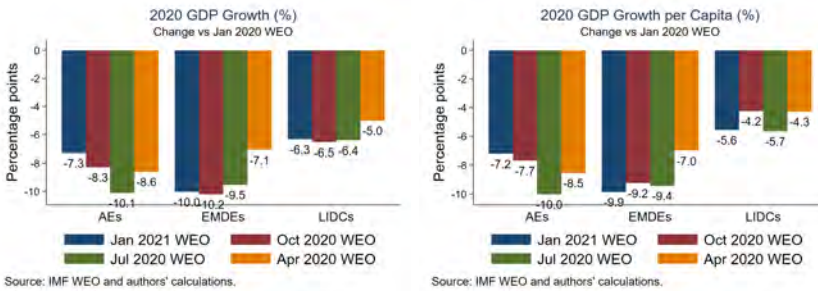 2020 GDP Growth (%)
Change vs Jan 2020 WEO
Percentage points
0
-2
-4
-6
-8
-10
-7.3
-8.3
-10.1
-8.6
-10.0
-10.2
-9.5
-7.1
-6.3
-6.5
-6.4
-5.0
AEs
EMDEs
LIDCs
Jan 2021 WEO
Oct 2020 WEO
Jul 2020 WEO
Apr 2020 WEO
Source: IMF WEO and authors' calculations.
2020 GDP Growth per Capita (%)
Change vs Jan 2020 WEO
Percentage points
0
-2
-4
-6
-8
-10
-7.2
-7.7
-10.0
-8.5
-9.9
-9.2
-9.4
-7.0
-5.6
-4.2
-5.7
-4.3
AEs
EMDEs
LIDCs
Jan 2021 WEO
Oct 2020 WEO
Jul 2020 WEO
Apr 2020 WEO
Source: IMF WEO and authors' calculations.